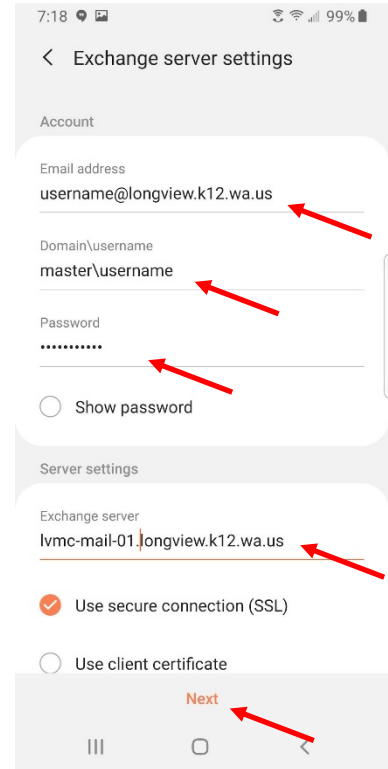 7:18 99%
Exchange server settings
Account
Email address
username@longview.k12.wa.us
Domain\username
master\username
Password
•••••••••••
Show password
Server settings
Exchange server
lvmc-mail-01.longview.k12.wa.us
Use secure connection (SSL)
Use client certificate
Next